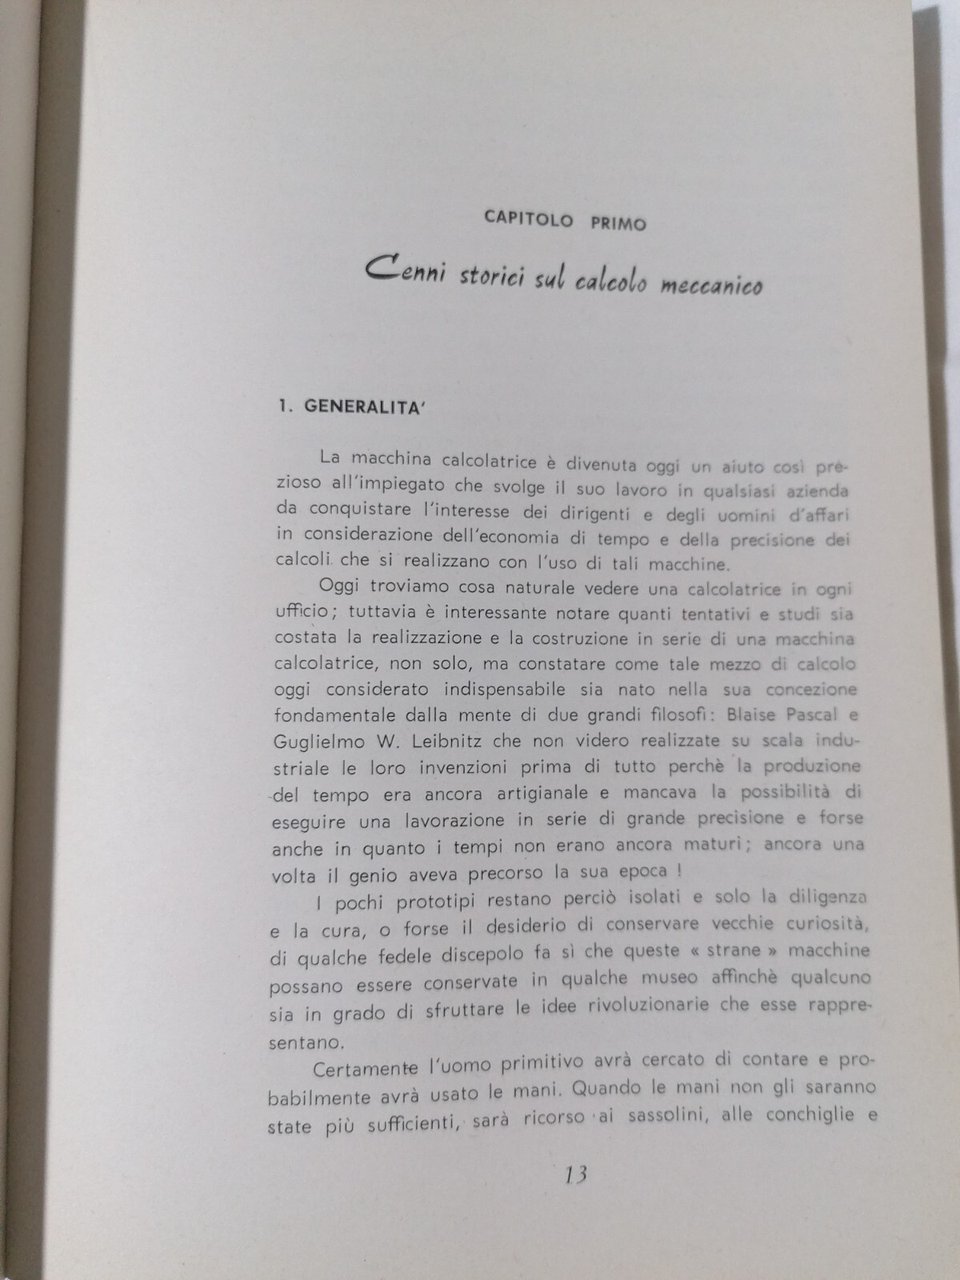 CAPITOLO PRIMO
Cenni storici sul calcolo meccanico
1. GENERALITA'
La macchina calcolatrice è divenuta oggi un aiuto così pre-
zioso all'impiegato che svolge il suo lavoro in qualsiasi azienda
da conquistare l'interesse dei dirigenti e degli uomini d'affari
in considerazione dell'economia di tempo e della precisione dei
calcoli che si realizzano con l'uso di tali macchine.
Oggi troviamo cosa naturale vedere una calcolatrice in ogni
ufficio; tuttavia è interessante notare quanti tentativi e studi sia
costata la realizzazione e la costruzione in serie di una macchina
calcolatrice, non solo, ma constatare come tale mezzo di calcolo
oggi considerato indispensabile sia nato nella sua concezione
fondamentale dalla mente di due grandi filosofi: Blaise Pascal e
Guglielmo W. Leibnitz che non videro realizzate su scala indu-
striale le loro invenzioni prima di tutto perchè la produzione
del tempo era ancora artigianale e mancava la possibilità di
eseguire una lavorazione in serie di grande precisione e forse
anche in quanto i tempi non erano ancora maturi; ancora una
volta il genio aveva precorso la sua epoca !
I pochi prototipi restano perciò isolati e solo la diligenza
e la cura, o forse il desiderio di conservare vecchie curiosità,
di qualche fedele discepolo fa sì che queste « strane » macchine
possano essere conservate in qualche museo affinchè qualcuno
sia in grado di sfruttare le idee rivoluzionarie che esse rappre-
sentano.
Certamente l'uomo primitivo avrà cercato di contare e pro-
babilmente avrà usato le mani. Quando le mani non gli saranno
state più sufficienti, sarà ricorso ai sassolini, alle conchiglie e
13